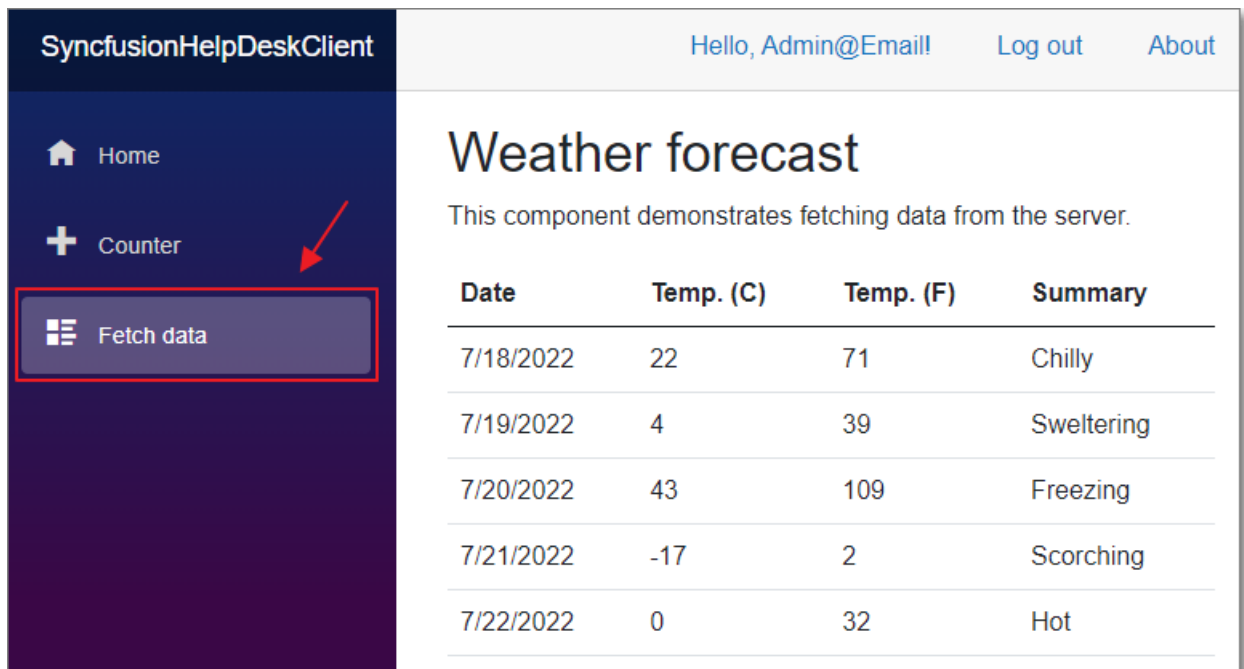 SyncfusionHelpDeskClient
Hello, Admin@Email! Log out About
Home
Counter
Fetch data
Weather forecast
This component demonstrates fetching data from the server.
Date Temp. (C) Temp. (F) Summary
7/18/2022 22 71 Chilly
7/19/2022 4 39 Sweltering
7/20/2022 43 109 Freezing
7/21/2022 -17 2 Scorching
7/22/2022 0 32 Hot